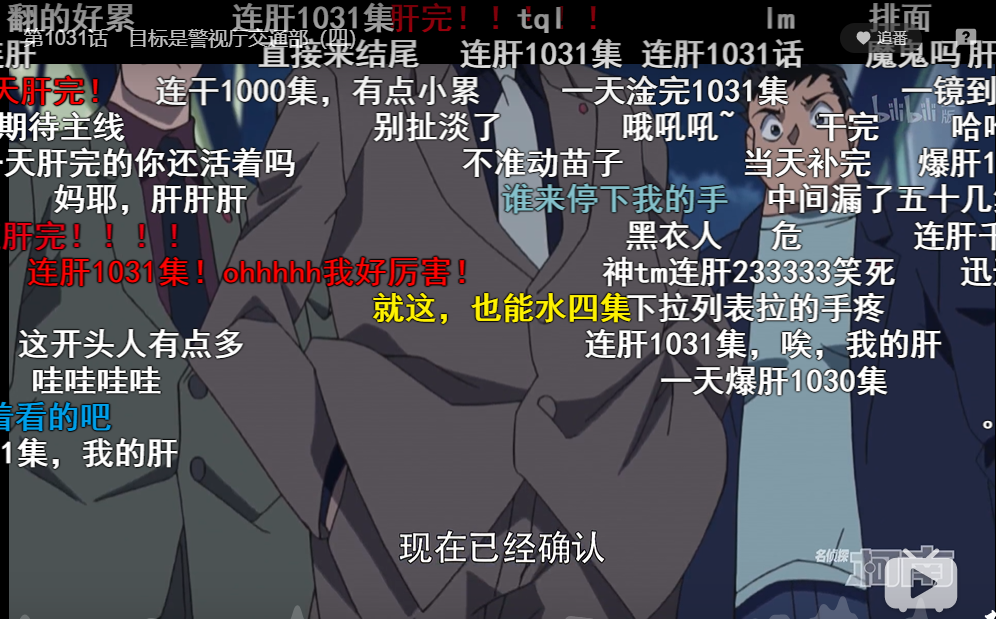 翻的好累 连肝1031集 肝完！！！tql！！ lm 排面
第1031话 目标是警视厅交通部（四） 追番
连肝 直接来结尾 连肝1031集 连肝1031话 魔鬼吗 肝
天肝完！ 连干1000集，有点小累 一天淦完1031集 一镜到
期待主线 别扯淡了 哦吼吼~ 干完 哈哈 bilibili
一天肝完的你还活着吗 不准动苗子 当天补完 爆肝1
妈耶，肝肝肝 谁来停下我的手 中间漏了五十几集
肝完！！！！ 黑衣人 危 连肝千
连肝1031集！ohhhhhh我好厉害！ 神tm连肝233333笑死 迅
就这，也能水四集 下拉列表拉的手疼
这开头人有点多 连肝1031集，唉，我的肝
哇哇哇哇 一天爆肝1030集
着看的吧 。
1集，我的肝
现在已经确认
名侦探柯南